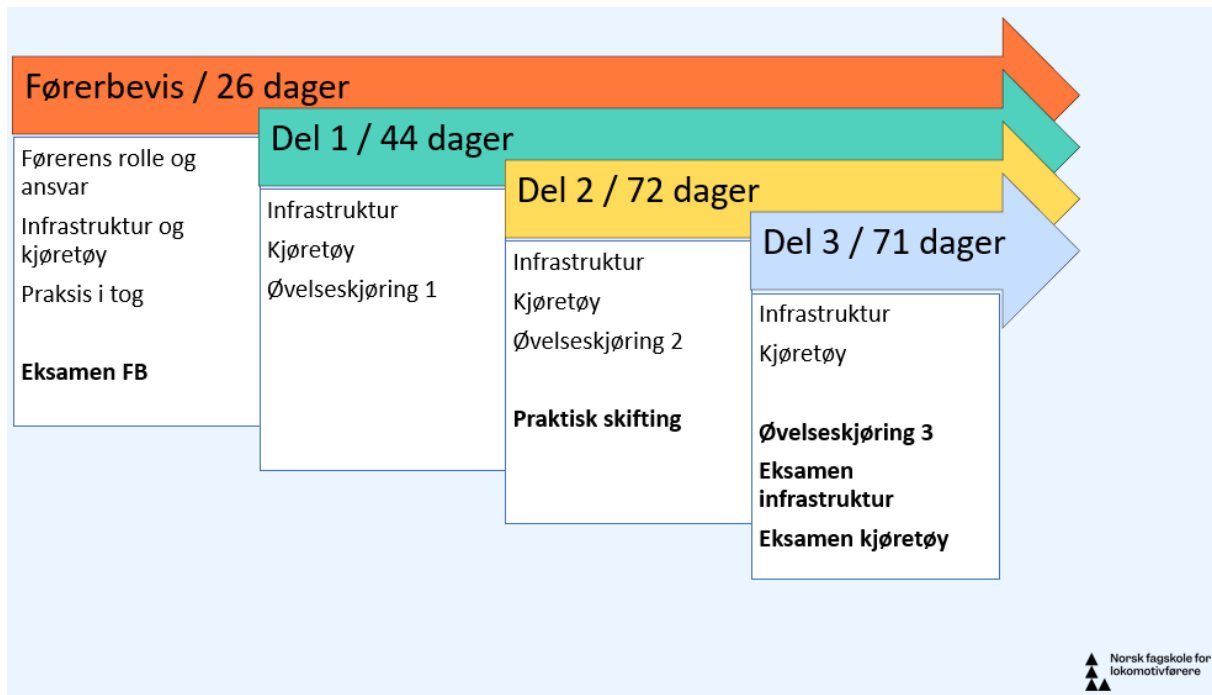 Førerbevis / 26 dager
Førerens rolle og
ansvar
Infrastruktur og
kjøretøy
Praksis i tog
Eksamen FB
Del 1 / 44 dager
Infrastruktur
Kjøretøy
Øvelseskjøring 1
Del 2 / 72 dager
Infrastruktur
Kjøretøy
Øvelseskjøring 2
Praktisk skifting
Del 3 / 71 dager
Infrastruktur
Kjøretøy
Øvelseskjøring 3
Eksamen
infrastruktur
Eksamen kjøretøy
Norsk fagskole for
lokomotivførere